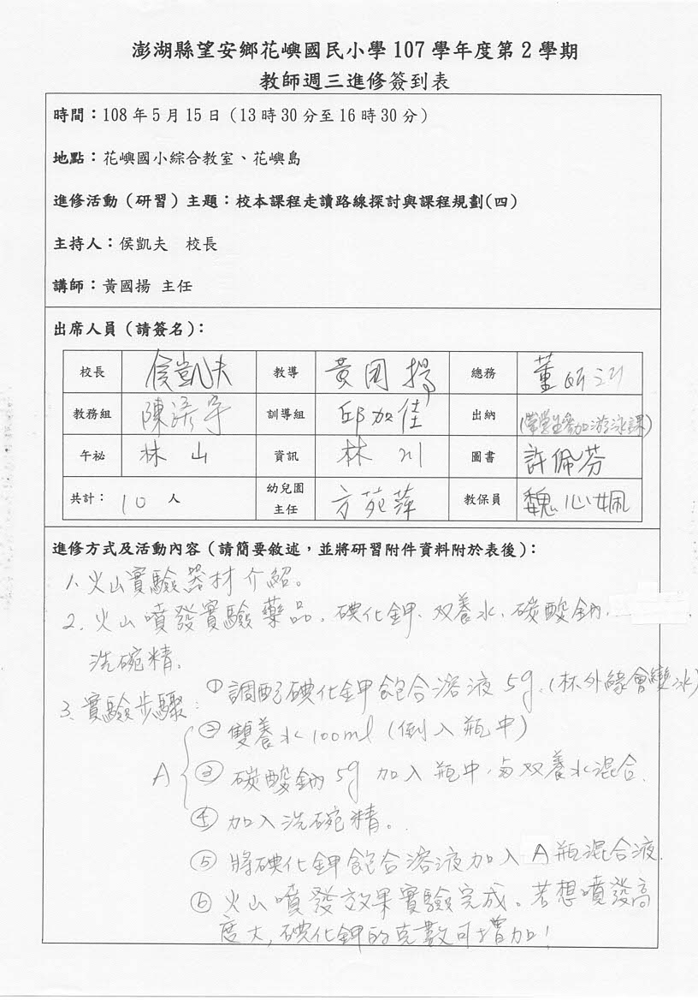 澎湖縣望安鄉花嶼國民小學 107 學年度第 2 學期
教師週三進修簽到表
時間：108 年 5 月 15 日（13 時 30 分至 16 時 30 分）
地點：花嶼國小綜合教室、花嶼島
進修活動（研習）主題：校本課程走讀路線探討與課程規劃(四)
主持人：侯凱夫 校長
講師：黃國揚 主任
出席人員（請簽名）：
校長 侯凱夫 教導 黃國揚 總務 董
教務組 陳 訓導組 邱加佳 出納 (帶學生參加游泳課)
午祕 林山 資訊 林川 圖書 許佩芬
共計： 10 人 幼兒園主任 方苑萍 教保員 魏心姵
進修方式及活動內容（請簡要敘述，並將研習附件資料附於表後）：
1.火山實驗器材介紹。
2.火山噴發實驗藥品。碘化鉀、双養水、碳酸鈉、
洗碗精。
3.實驗步驟：①調配碘化鉀飽合溶液5g.(杯外緣會變冰)
②雙養水100ml(倒入瓶中)
A ③碳酸鈉5g 加入瓶中,与双養水混合.
④加入洗碗精。
⑤將碘化鉀飽合溶液加入A瓶混合液.
⑥火山噴發效果實驗完成。若想噴發高
度大,碘化鉀的克數可增加!